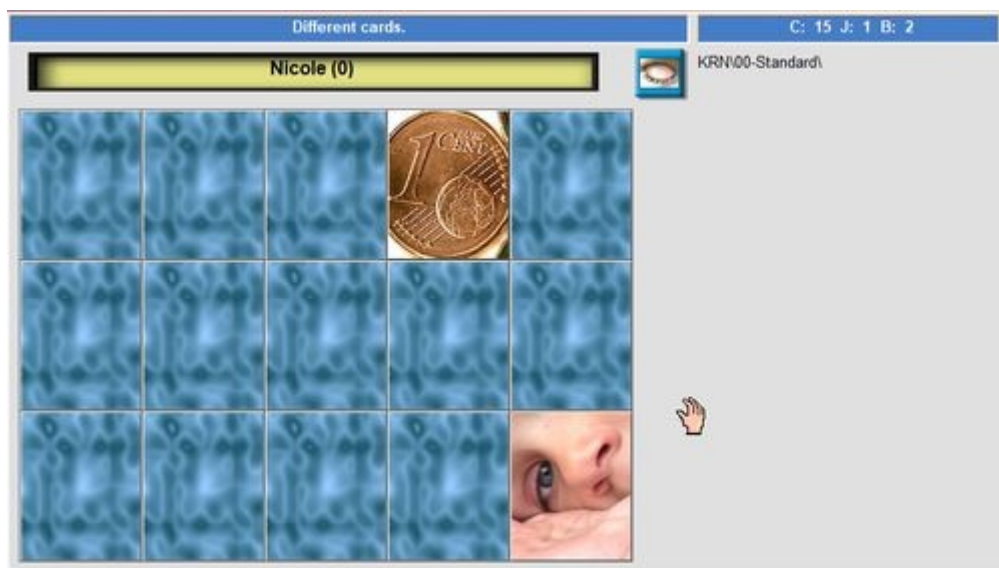 Different cards.
C: 15 J: 1 B: 2
Nicole (0)
KRN\00-Standard\
1
CENT